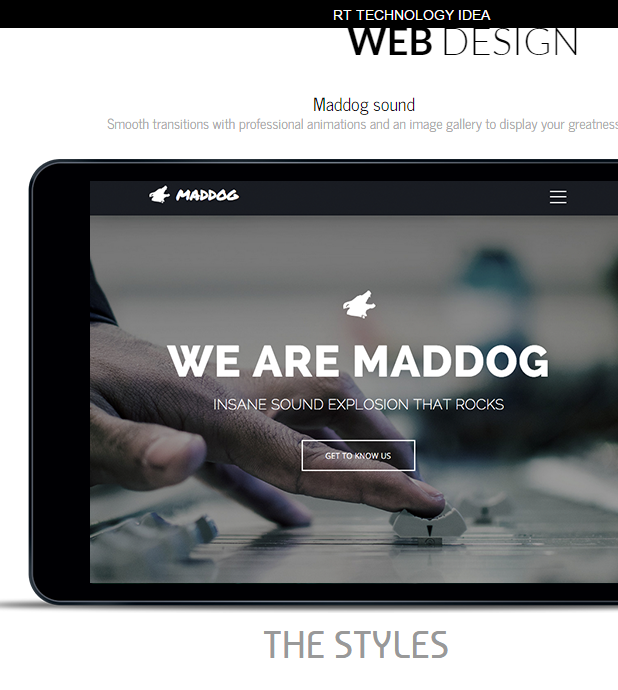 RT TECHNOLOGY IDEA
WEB DESIGN
Maddog sound
Smooth transitions with professional animations and an image gallery to display your greatness
MADDOG
WE ARE MADDOG
INSANE SOUND EXPLOSION THAT ROCKS
GET TO KNOW US
THE STYLES